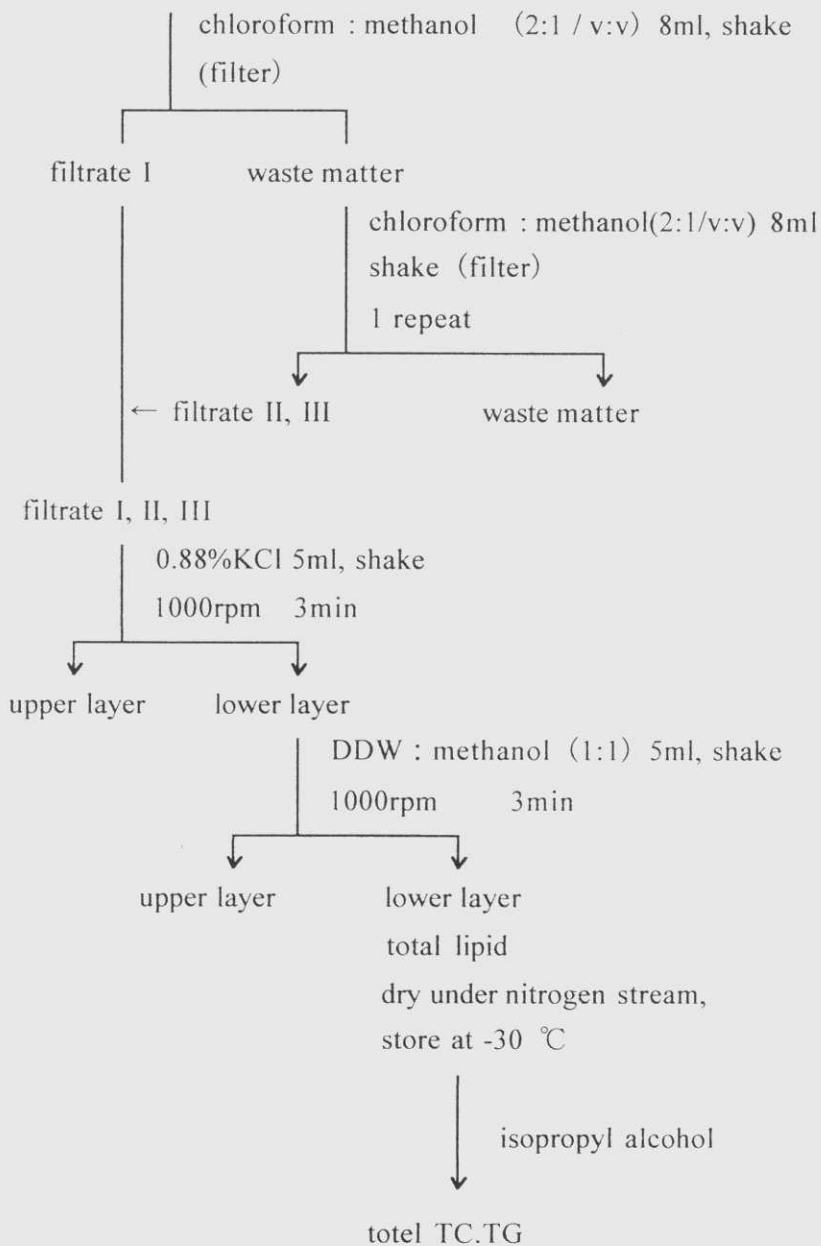 chloroform : methanol （2:1 / v:v） 8ml, shake
(filter)
filtrate I waste matter
chloroform : methanol(2:1/v:v) 8ml
shake (filter)
1 repeat
← filtrate II, III waste matter
filtrate I, II, III
0.88%KCl 5ml, shake
1000rpm 3min
upper layer lower layer
DDW : methanol （1:1） 5ml, shake
1000rpm 3min
upper layer lower layer
total lipid
dry under nitrogen stream,
store at -30 ℃
isopropyl alcohol
totel TC.TG